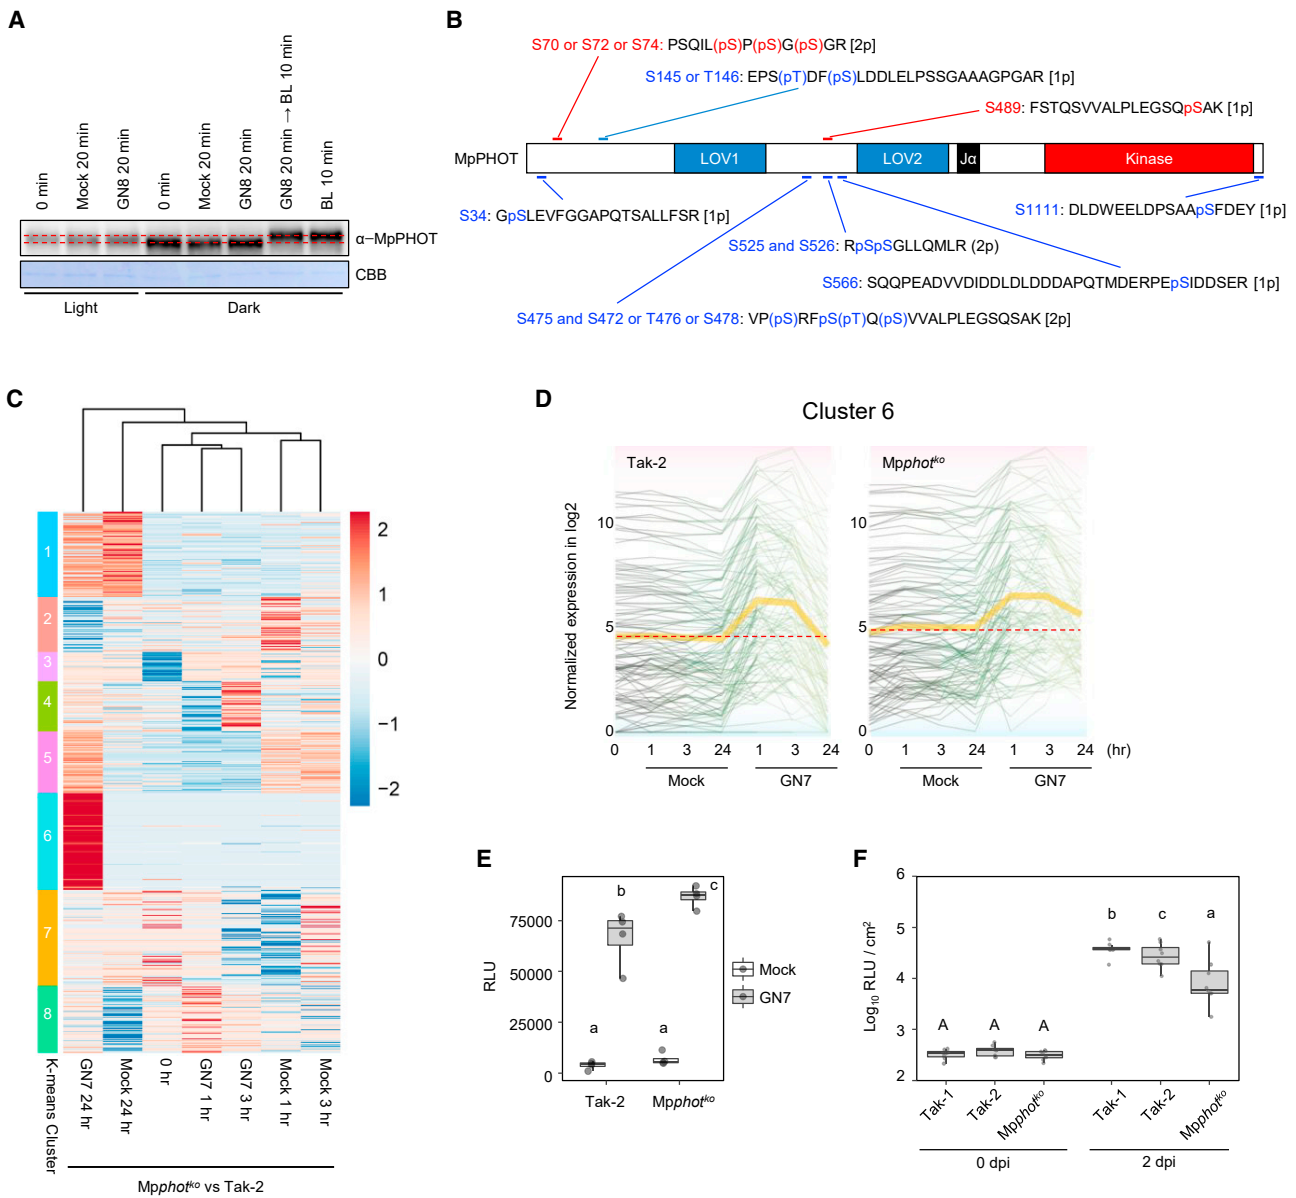 A
0 min
Mock 20 min
GN8 20 min
0 min
Mock 20 min
GN8 20 min
GN8 20 min → BL 10 min
BL 10 min
α−MpPHOT
CBB
Light
Dark
B
S70 or S72 or S74: PSQIL(pS)P(pS)G(pS)GR [2p]
S145 or T146: EPS(pT)DF(pS)LDDLELPSSGAAAGPGAR [1p]
S489: FSTQSVVALPLEGSQpSAK [1p]
MpPHOT
LOV1
LOV2
Jα
Kinase
S34: GpSLEVFGGAPQTSALLFSR [1p]
S1111: DLDWEELDPSAApSFDEY [1p]
S525 and S526: RpSpSGLLQMLR (2p)
S566: SQQPEADVVDIDDLDLDDDAPQTMDERPEpSIDDSER [1p]
S475 and S472 or T476 or S478: VP(pS)RFpS(pT)Q(pS)VVALPLEGSQSAK [2p]
C
1
2
3
4
5
6
7
8
2
1
0
−1
−2
K-means Cluster
GN7 24 hr
Mock 24 hr
0 hr
GN7 1 hr
GN7 3 hr
Mock 1 hr
Mock 3 hr
Mpphotᵏᵒ vs Tak-2
D
Cluster 6
Normalized expression in log2
Tak-2
Mpphotᵏᵒ
10
5
0
10
5
0
0 1 3 24 1 3 24
0 1 3 24 1 3 24 (hr)
Mock GN7
Mock GN7
E
RLU
75000
50000
25000
0
a
b
a
c
Mock
GN7
Tak-2
Mpphotᵏᵒ
F
Log₁₀ RLU / cm²
6
5
4
3
2
A A A
b c a
Tak-1
Tak-2
Mpphotᵏᵒ
Tak-1
Tak-2
Mpphotᵏᵒ
0 dpi
2 dpi